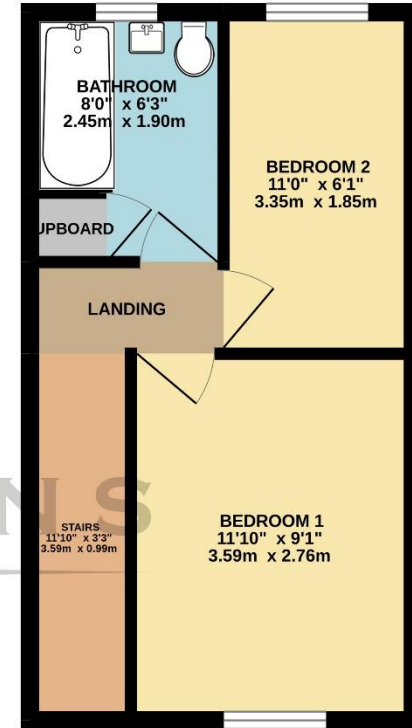 BATHROOM
8'0" x 6'3"
2.45m x 1.90m
BEDROOM 2
11'0" x 6'1"
3.35m x 1.85m
UPBOARD
LANDING
NS
STAIRS
11'10" x 3'3"
3.59m x 0.99m
BEDROOM 1
11'10" x 9'1"
3.59m x 2.76m